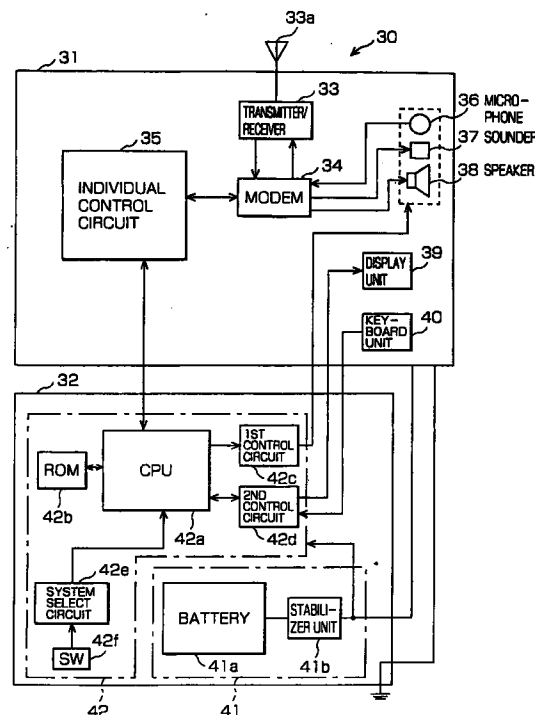 33a
30
31
33
TRANSMITTER/
RECEIVER
36 MICRO-
PHONE
37 SOUNDER
38 SPEAKER
35
INDIVIDUAL
CONTROL
CIRCUIT
34
MODEM
39
DISPLAY
UNIT
40
KEY-
BOARD
UNIT
32
CPU
42a
ROM
42b
1ST CONTROL
CIRCUIT
42c
2ND CONTROL
CIRCUIT
42d
42e
SYSTEM
SELECT
CIRCUIT
SW
42f
42
BATTERY
41a
STABILI-
ZER UNIT
41b
41